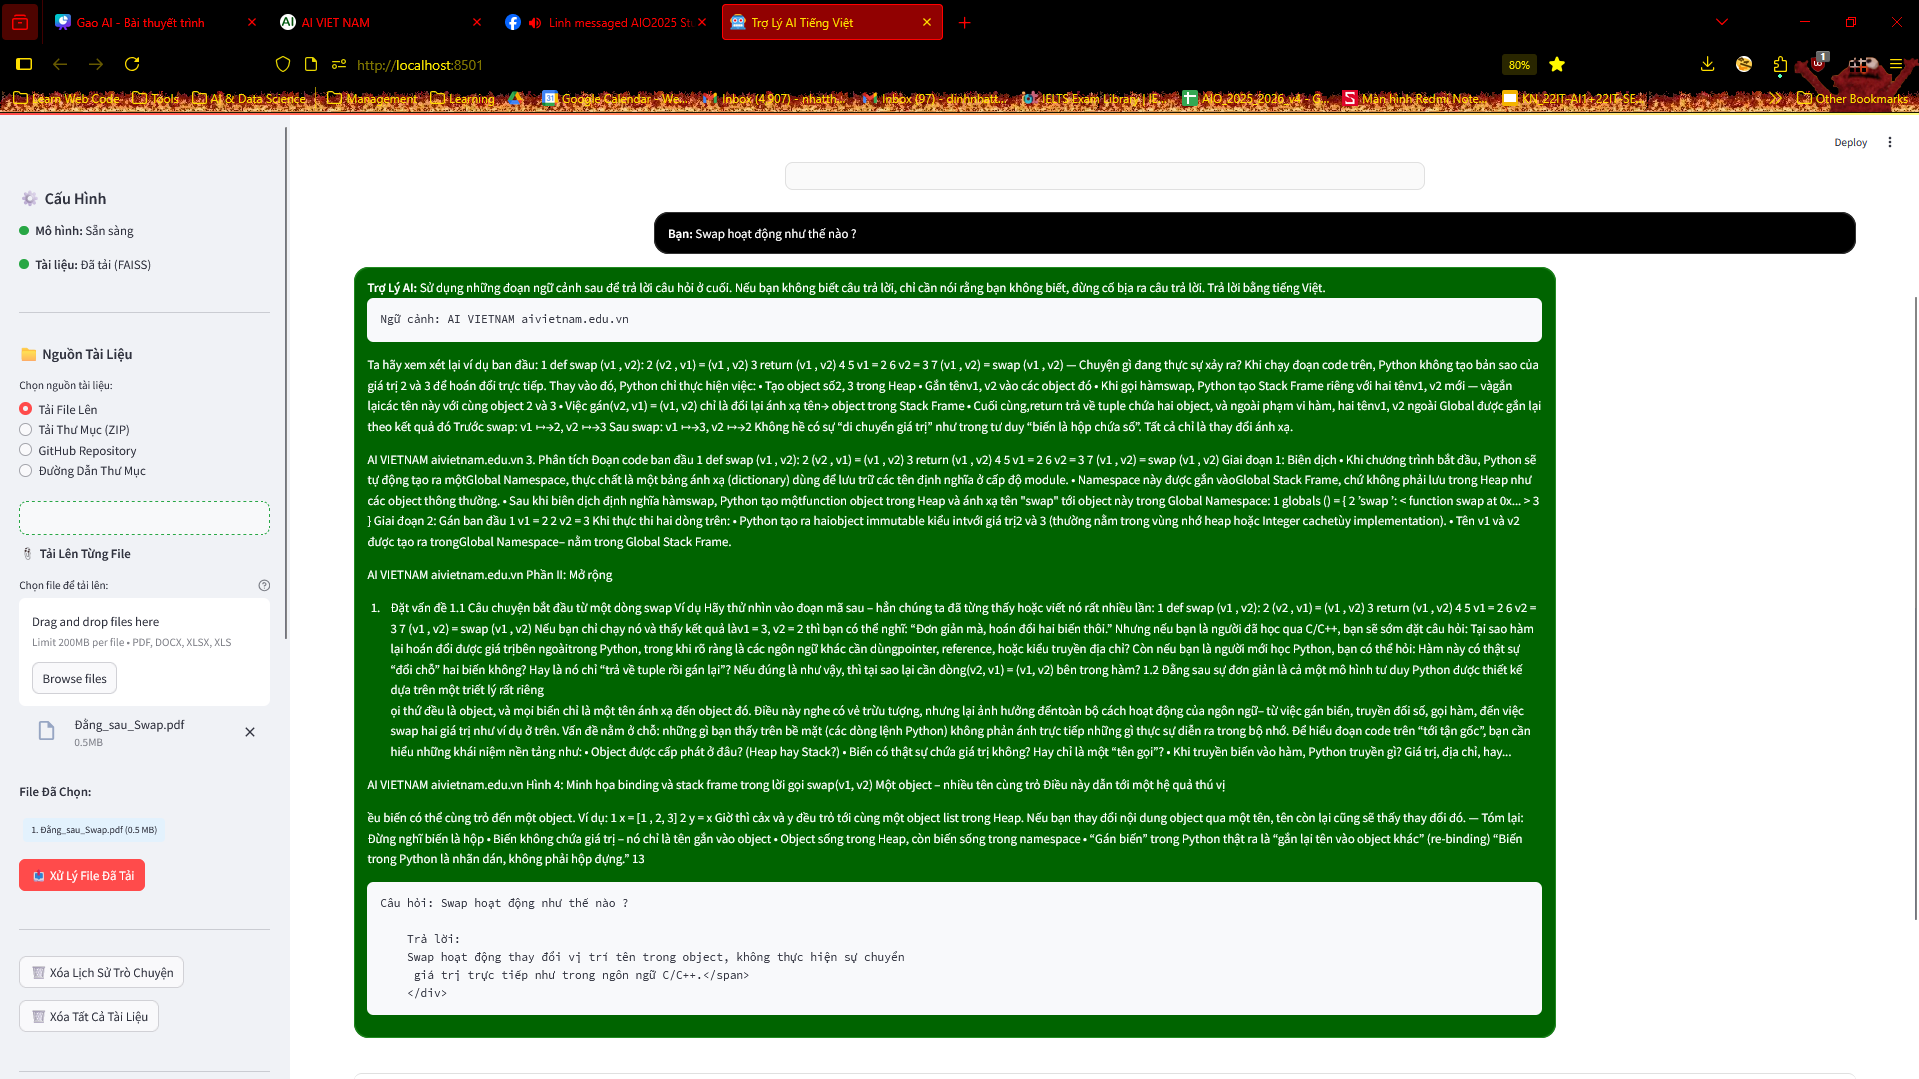 Gạo AI - Bài thuyết trình
AI VIET NAM
Linh messaged AIO2025 St
Trợ Lý AI Tiếng Việt
http://localhost:8501
80%
1
Learn Web Code
Tools
AI & Data Science
Management
Learning
Google Calendar - We...
Inbox (4,907) - nhatth...
Inbox (97) - dinhnhatt...
IELTS Exam Library | IE...
AIO_2025-2026_v4 - G...
Màn hình Redmi Note...
KN_22IT_AI1+22IT_SE...
Other Bookmarks
Deploy
Cấu Hình
Mô hình: Sẵn sàng
Tài liệu: Đã tải (FAISS)
Nguồn Tài Liệu
Chọn nguồn tài liệu:
Tải File Lên
Tải Thư Mục (ZIP)
GitHub Repository
Đường Dẫn Thư Mục
Tải Lên Từng File
Chọn file để tải lên:
Drag and drop files here
Limit 200MB per file • PDF, DOCX, XLSX, XLS
Browse files
Đằng_sau_Swap.pdf
0.5MB
File Đã Chọn:
1. Đằng_sau_Swap.pdf (0.5 MB)
Xử Lý File Đã Tải
Xóa Lịch Sử Trò Chuyện
Xóa Tất Cả Tài Liệu
Bạn: Swap hoạt động như thế nào ?
Trợ Lý AI: Sử dụng những đoạn ngữ cảnh sau để trả lời câu hỏi ở cuối. Nếu bạn không biết câu trả lời, chỉ cần nói rằng bạn không biết, đừng cố bịa ra câu trả lời. Trả lời bằng tiếng Việt.
Ngữ cảnh: AI VIETNAM aivietnam.edu.vn
Ta hãy xem xét lại ví dụ ban đầu: 1 def swap (v1 , v2): 2 (v2 , v1) = (v1 , v2) 3 return (v1 , v2) 4 5 v1 = 2 6 v2 = 3 7 (v1 , v2) = swap (v1 , v2) — Chuyện gì đang thực sự xảy ra? Khi chạy đoạn code trên, Python không tạo bản sao của
giá trị 2 và 3 để hoán đổi trực tiếp. Thay vào đó, Python chỉ thực hiện việc: • Tạo object số2, 3 trong Heap • Gắn tênv1, v2 vào các object đó • Khi gọi hàmswap, Python tạo Stack Frame riêng với hai tênv1, v2 mới — vàgắn
lạicác tên này với cùng object 2 và 3 • Việc gán(v2, v1) = (v1, v2) chỉ là đổi lại ánh xạ tên→ object trong Stack Frame • Cuối cùng,return trả về tuple chứa hai object, và ngoài phạm vi hàm, hai tênv1, v2 ngoài Global được gắn lại
theo kết quả đó Trước swap: v1 ↦→2, v2 ↦→3 Sau swap: v1 ↦→3, v2 ↦→2 Không hề có sự “di chuyển giá trị” như trong tư duy “biến là hộp chứa số”. Tất cả chỉ là thay đổi ánh xạ.
AI VIETNAM aivietnam.edu.vn 3. Phân tích Đoạn code ban đầu 1 def swap (v1 , v2): 2 (v2 , v1) = (v1 , v2) 3 return (v1 , v2) 4 5 v1 = 2 6 v2 = 3 7 (v1 , v2) = swap (v1 , v2) Giai đoạn 1: Biên dịch • Khi chương trình bắt đầu, Python sẽ
tự động tạo ra mộtGlobal Namespace, thực chất là một bảng ánh xạ (dictionary) dùng để lưu trữ các tên định nghĩa ở cấp độ module. • Namespace này được gắn vàoGlobal Stack Frame, chứ không phải lưu trong Heap như
các object thông thường. • Sau khi biên dịch định nghĩa hàmswap, Python tạo mộtfunction object trong Heap và ánh xạ tên "swap" tới object này trong Global Namespace: 1 globals () = { 2 ’swap ’: < function swap at 0x... > 3
} Giai đoạn 2: Gán ban đầu 1 v1 = 2 2 v2 = 3 Khi thực thi hai dòng trên: • Python tạo ra haiobject immutable kiểu intvới giá trị2 và 3 (thường nằm trong vùng nhớ heap hoặc Integer cachetùy implementation). • Tên v1 và v2
được tạo ra trongGlobal Namespace– nằm trong Global Stack Frame.
AI VIETNAM aivietnam.edu.vn Phần II: Mở rộng
1. Đặt vấn đề 1.1 Câu chuyện bắt đầu từ một dòng swap Ví dụ Hãy thử nhìn vào đoạn mã sau – hẳn chúng ta đã từng thấy hoặc viết nó rất nhiều lần: 1 def swap (v1 , v2): 2 (v2 , v1) = (v1 , v2) 3 return (v1 , v2) 4 5 v1 = 2 6 v2 =
3 7 (v1 , v2) = swap (v1 , v2) Nếu bạn chỉ chạy nó và thấy kết quả làv1 = 3, v2 = 2 thì bạn có thể nghĩ: “Đơn giản mà, hoán đổi hai biến thôi.” Nhưng nếu bạn là người đã học qua C/C++, bạn sẽ sớm đặt câu hỏi: Tại sao hàm
lại hoán đổi được giá trịbên ngoàitrong Python, trong khi rõ ràng là các ngôn ngữ khác cần dùngpointer, reference, hoặc kiểu truyền địa chỉ? Còn nếu bạn là người mới học Python, bạn có thể hỏi: Hàm này có thật sự
“đổi chỗ” hai biến không? Hay là nó chỉ “trả về tuple rồi gán lại”? Nếu đúng là như vậy, thì tại sao lại cần dòng(v2, v1) = (v1, v2) bên trong hàm? 1.2 Đằng sau sự đơn giản là cả một mô hình tư duy Python được thiết kế
dựa trên một triết lý rất riêng
ọi thứ đều là object, và mọi biến chỉ là một tên ánh xạ đến object đó. Điều này nghe có vẻ trừu tượng, nhưng lại ảnh hưởng đếntoàn bộ cách hoạt động của ngôn ngữ– từ việc gán biến, truyền đối số, gọi hàm, đến việc
swap hai giá trị như ví dụ ở trên. Vấn đề nằm ở chỗ: những gì bạn thấy trên bề mặt (các dòng lệnh Python) không phản ánh trực tiếp những gì thực sự diễn ra trong bộ nhớ. Để hiểu đoạn code trên “tới tận gốc”, bạn cần
hiểu những khái niệm nền tảng như: • Object được cấp phát ở đâu? (Heap hay Stack?) • Biến có thật sự chứa giá trị không? Hay chỉ là một “tên gọi”? • Khi truyền biến vào hàm, Python truyền gì? Giá trị, địa chỉ, hay...
AI VIETNAM aivietnam.edu.vn Hình 4: Minh họa binding và stack frame trong lời gọi swap(v1, v2) Một object – nhiều tên cùng trỏ Điều này dẫn tới một hệ quả thú vị
ều biến có thể cùng trỏ đến một object. Ví dụ: 1 x = [1 , 2, 3] 2 y = x Giờ thì cảx và y đều trỏ tới cùng một object list trong Heap. Nếu bạn thay đổi nội dung object qua một tên, tên còn lại cũng sẽ thấy thay đổi đó. — Tóm lại:
Đừng nghĩ biến là hộp • Biến không chứa giá trị – nó chỉ là tên gắn vào object • Object sống trong Heap, còn biến sống trong namespace • “Gán biến” trong Python thật ra là “gắn lại tên vào object khác” (re-binding) “Biến
trong Python là nhãn dán, không phải hộp đựng.” 13
Câu hỏi: Swap hoạt động như thế nào ?
Trả lời:
Swap hoạt động thay đổi vị trí tên trong object, không thực hiện sự chuyển
giá trị trực tiếp như trong ngôn ngữ C/C++.</span>
</div>